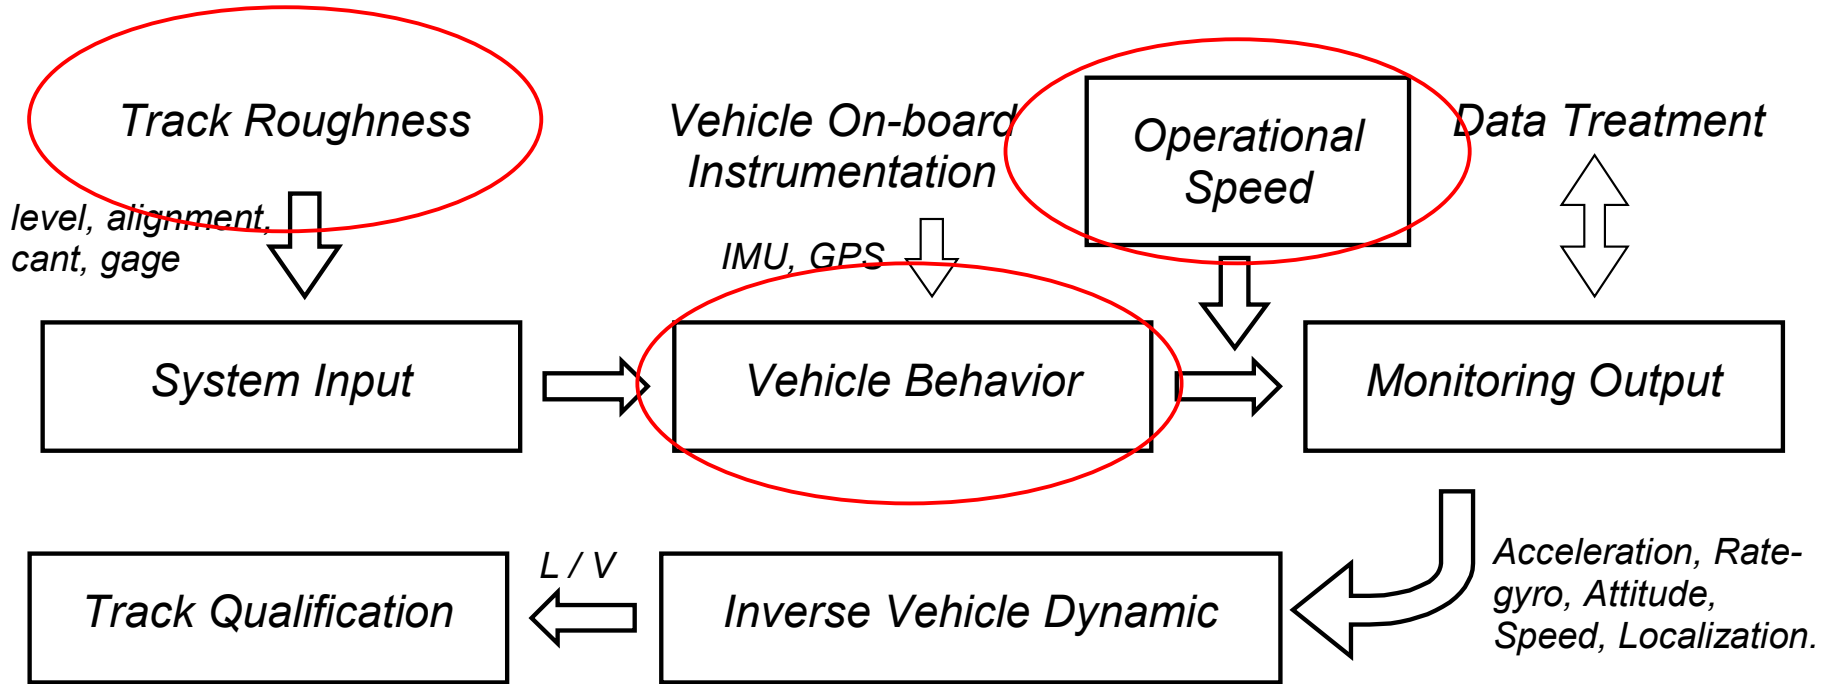 Track Roughness
Vehicle On-board
Instrumentation
Operational
Speed
Data Treatment
level, alignment,
cant, gage
IMU, GPS
System Input
Vehicle Behavior
Monitoring Output
Track Qualification
L / V
Inverse Vehicle Dynamic
Acceleration, Rate-
gyro, Attitude,
Speed, Localization.